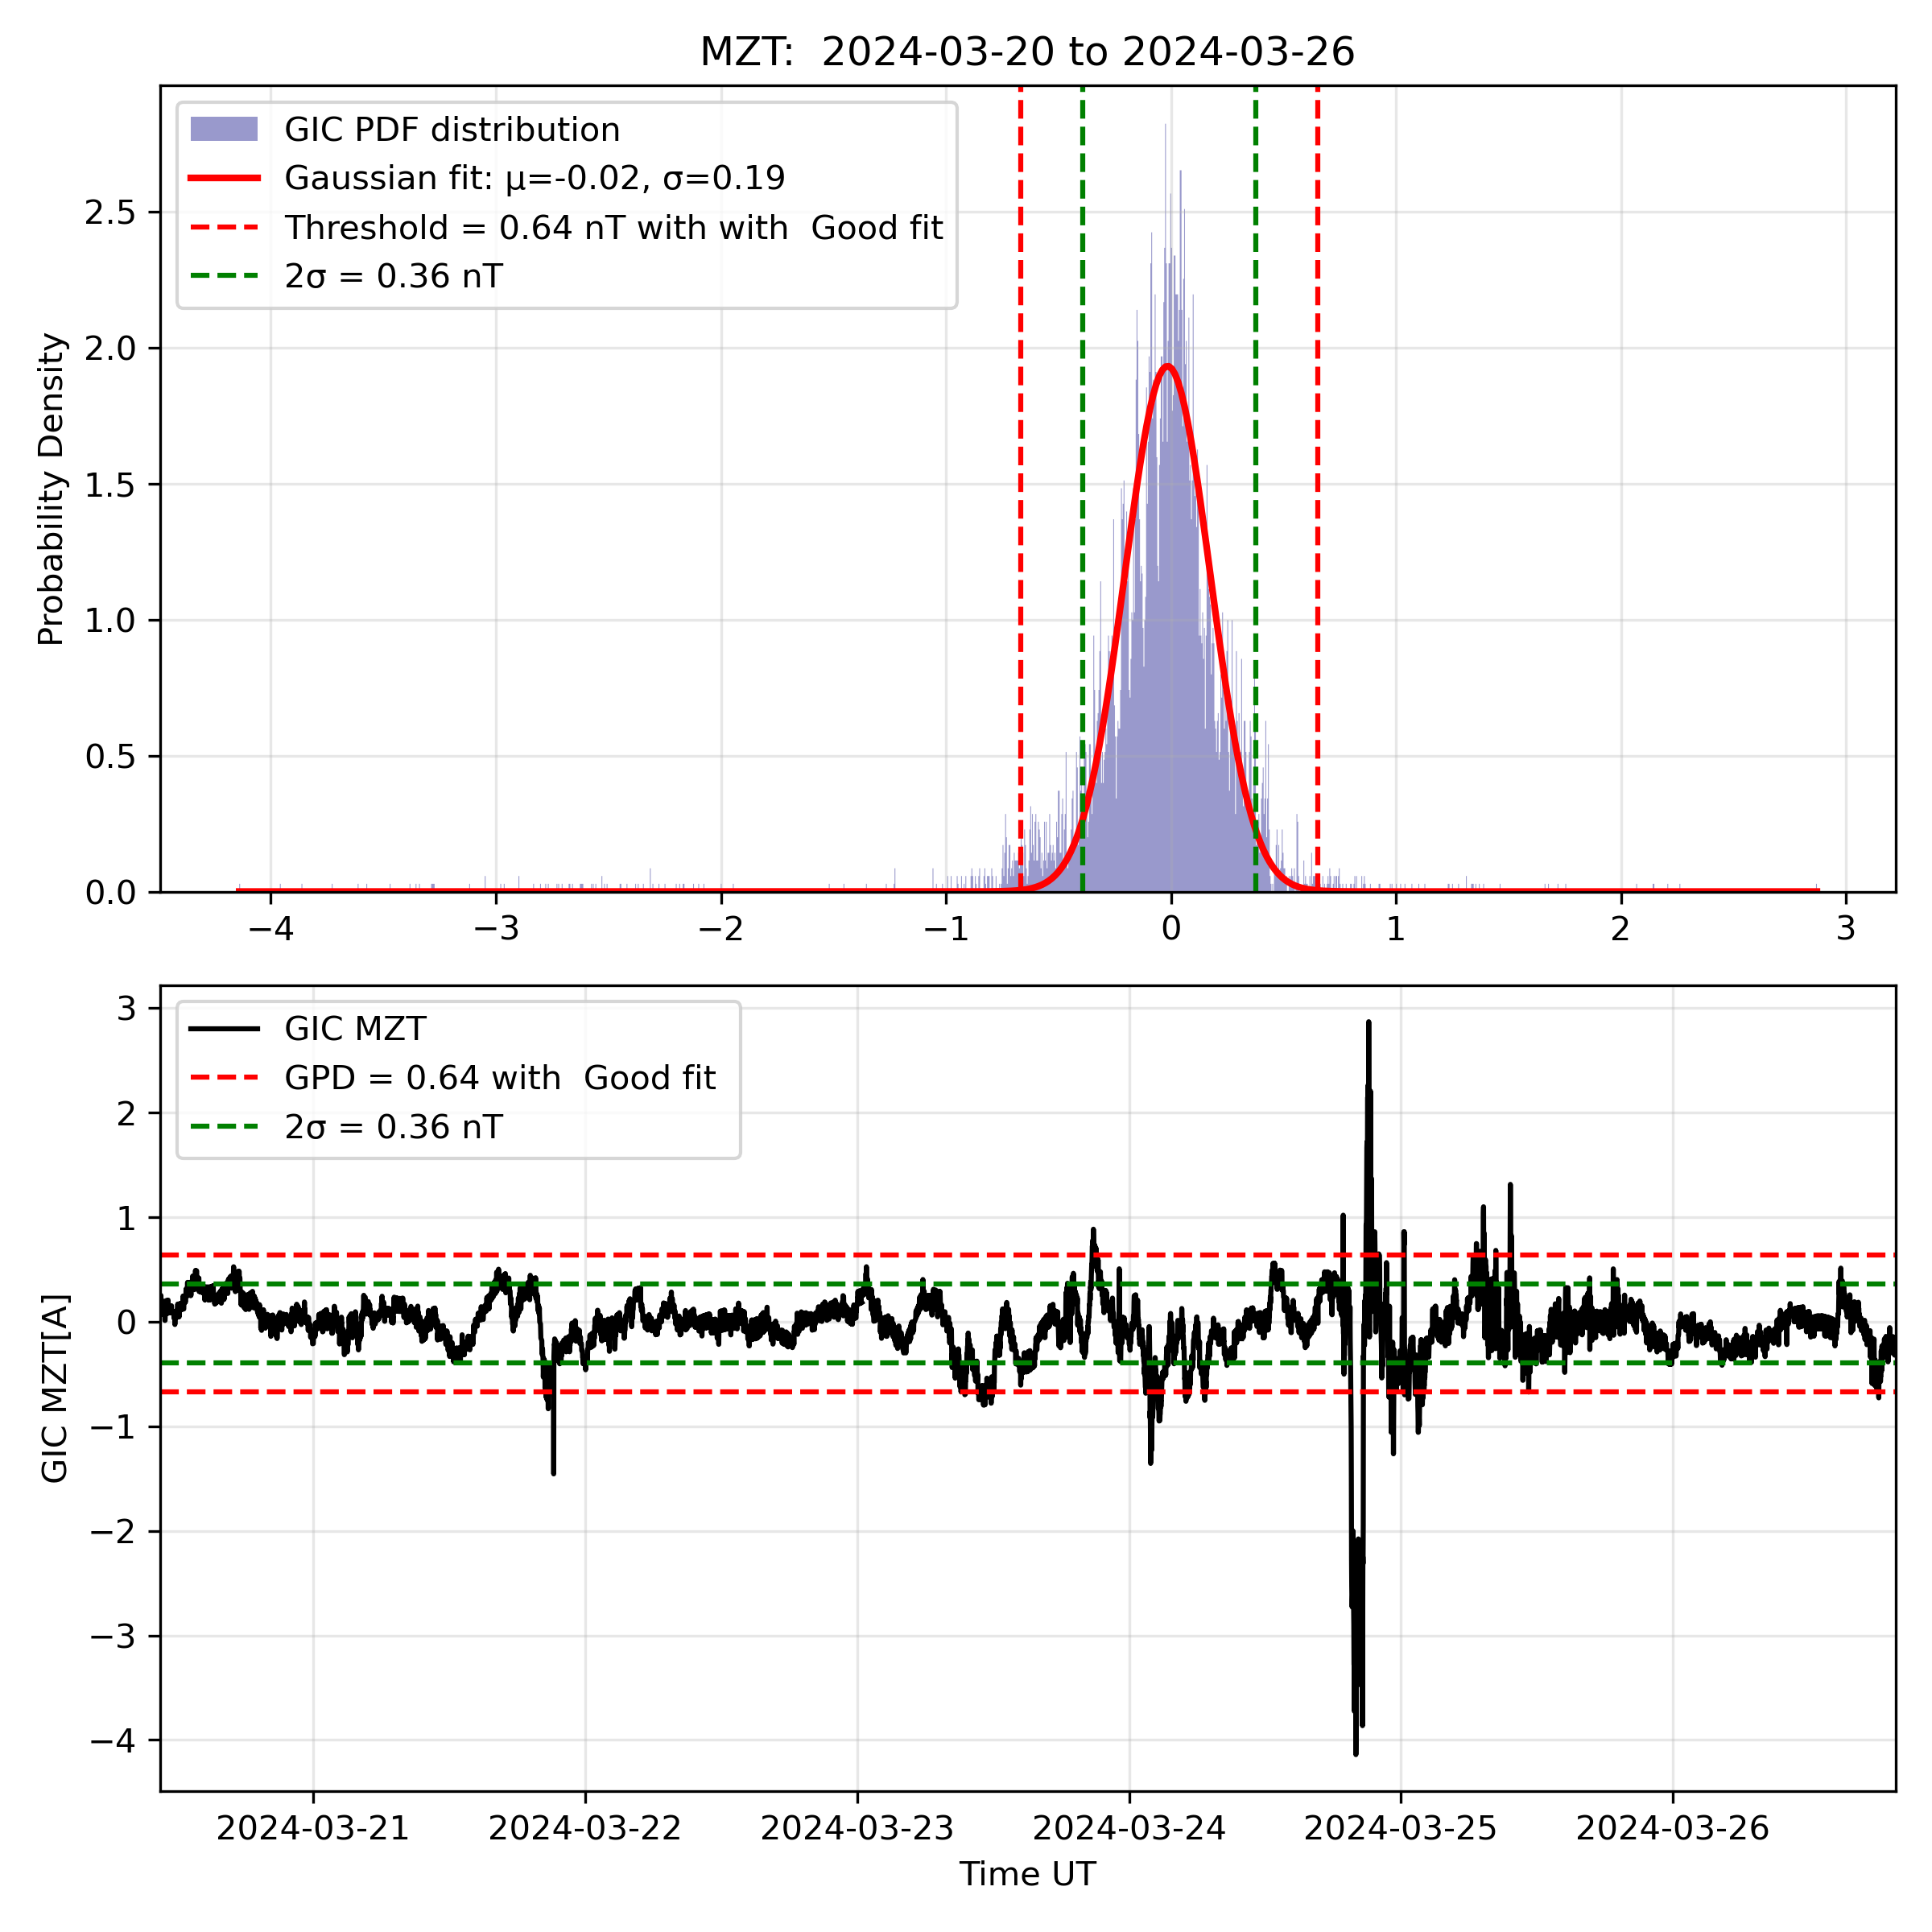 MZT:  2024-03-20 to 2024-03-26
GIC PDF distribution
Gaussian fit: μ=-0.02, σ=0.19
Threshold = 0.64 nT with with  Good fit
2σ = 0.36 nT
Probability Density
2.5
2.0
1.5
1.0
0.5
0.0
−4 −3 −2 −1 0 1 2 3
GIC MZT
GPD = 0.64 with  Good fit
2σ = 0.36 nT
GIC MZT[A]
3
2
1
0
−1
−2
−3
−4
2024-03-21 2024-03-22 2024-03-23 2024-03-24 2024-03-25 2024-03-26
Time UT